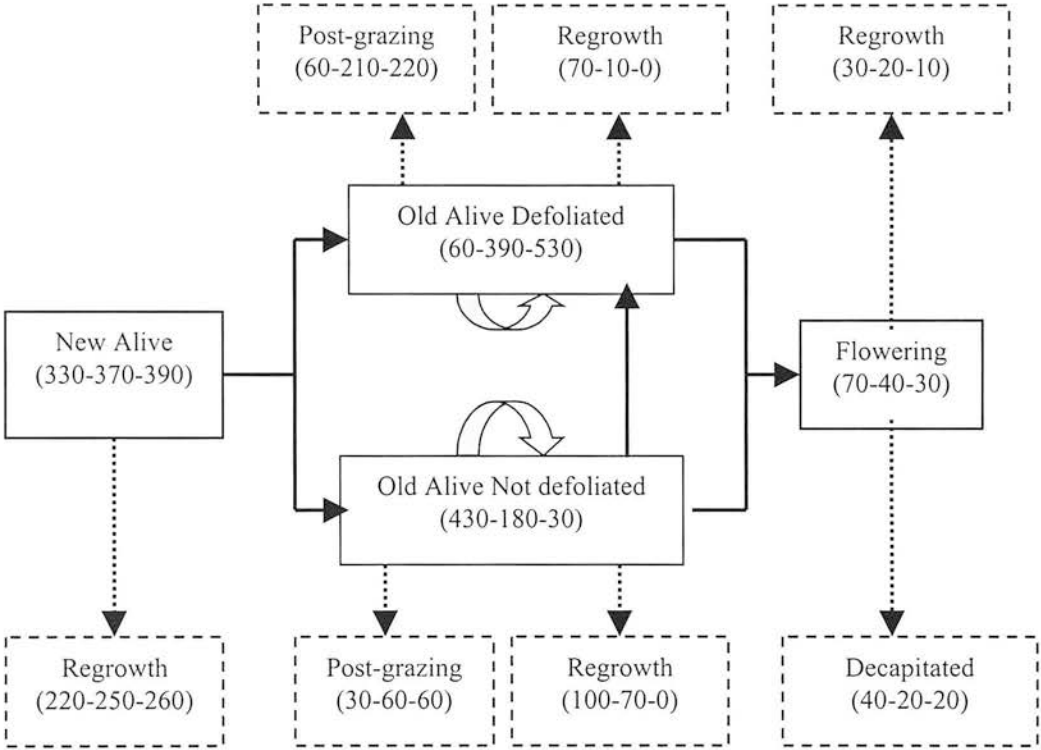 Post-grazing
(60-210-220)
Regrowth
(70-10-0)
Regrowth
(30-20-10)
Old Alive Defoliated
(60-390-530)
New Alive
(330-370-390)
Flowering
(70-40-30)
Old Alive Not defoliated
(430-180-30)
Regrowth
(220-250-260)
Post-grazing
(30-60-60)
Regrowth
(100-70-0)
Decapitated
(40-20-20)